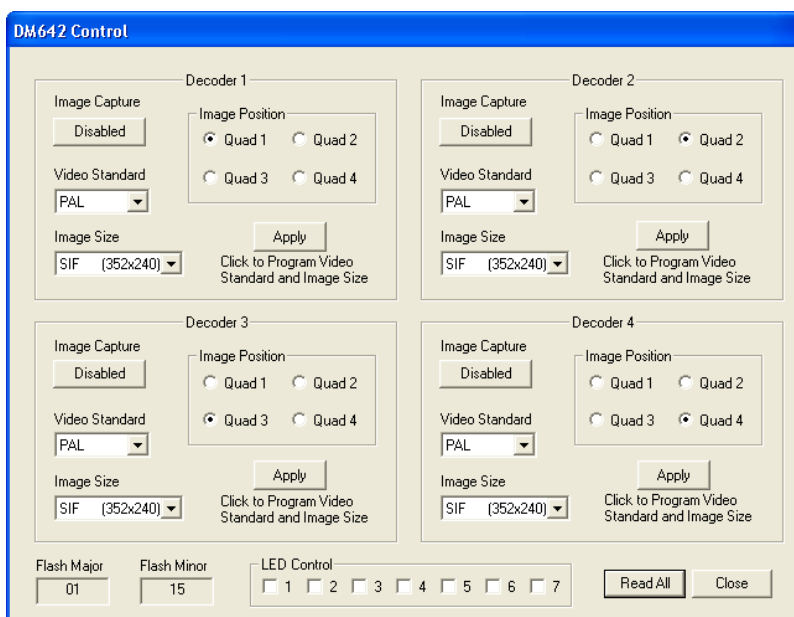 DM642 Control
Decoder 1
Image Capture
Disabled
Image Position
Quad 1 Quad 2
Quad 3 Quad 4
Video Standard
PAL
Image Size
SIF (352x240)
Apply
Click to Program Video
Standard and Image Size
Decoder 2
Image Capture
Disabled
Image Position
Quad 1 Quad 2
Quad 3 Quad 4
Video Standard
PAL
Image Size
SIF (352x240)
Apply
Click to Program Video
Standard and Image Size
Decoder 3
Image Capture
Disabled
Image Position
Quad 1 Quad 2
Quad 3 Quad 4
Video Standard
PAL
Image Size
SIF (352x240)
Apply
Click to Program Video
Standard and Image Size
Decoder 4
Image Capture
Disabled
Image Position
Quad 1 Quad 2
Quad 3 Quad 4
Video Standard
PAL
Image Size
SIF (352x240)
Apply
Click to Program Video
Standard and Image Size
Flash Major
01
Flash Minor
15
LED Control
1 2 3 4 5 6 7
Read All
Close